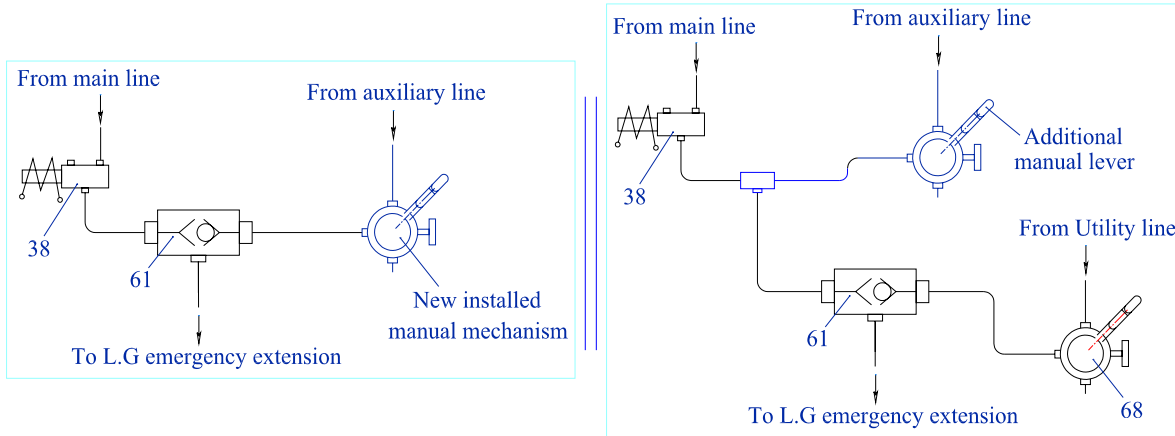 From main line
From auxiliary line
38
61
New installed
manual mechanism
To L.G emergency extension
From main line
From auxiliary line
Additional
manual lever
38
From Utility line
61
68
To L.G emergency extension